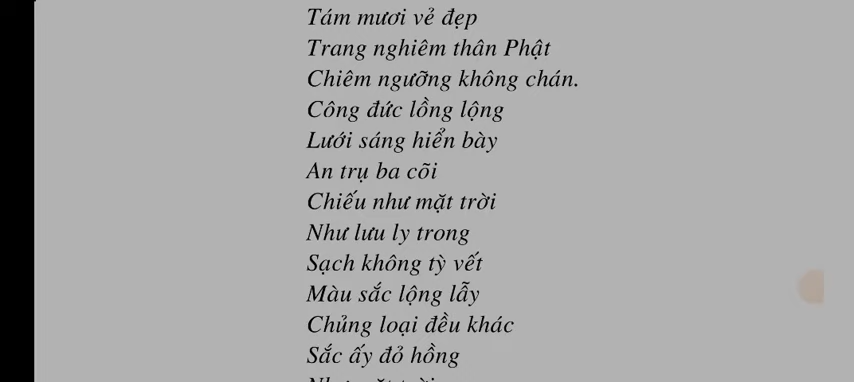 Tám mươi vẻ đẹp
Trang nghiêm thân Phật
Chiêm ngưỡng không chán.
Công đức lồng lộng
Lưới sáng hiển bày
An trụ ba cõi
Chiếu như mặt trời
Như lưu ly trong
Sạch không tỳ vết
Màu sắc lộng lẫy
Chủng loại đều khác
Sắc ấy đỏ hồng